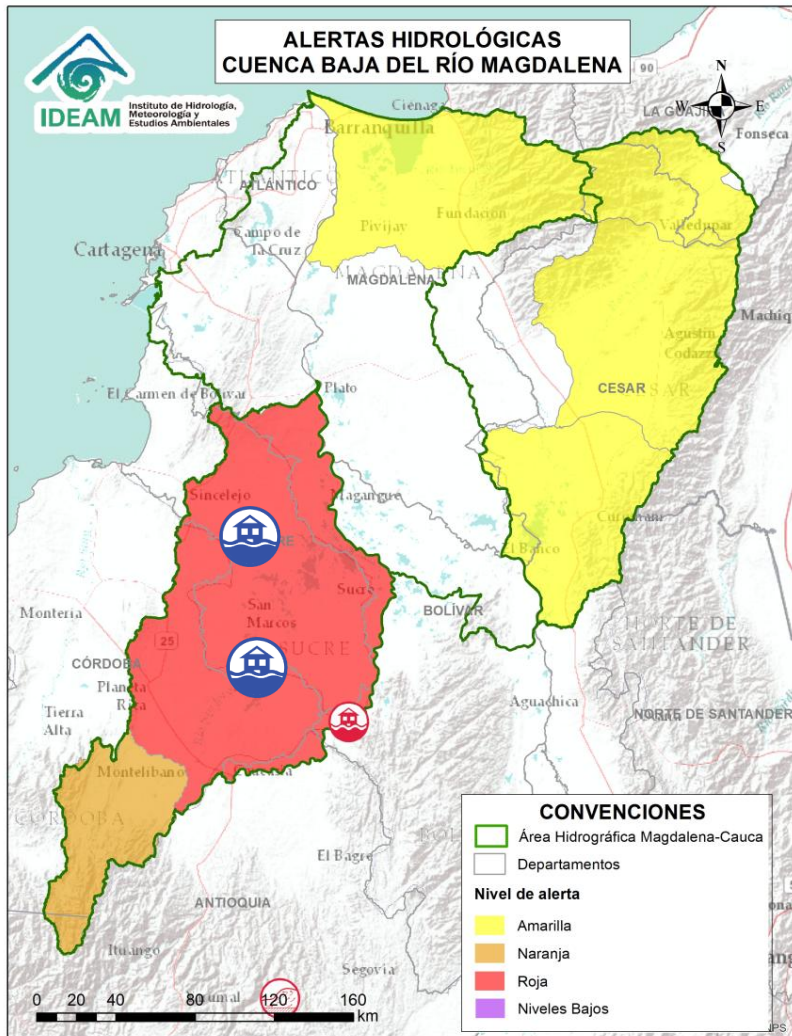 ALERTAS HIDROLÓGICAS
CUENCA BAJA DEL RÍO MAGDALENA
IDEAM
Instituto de Hidrología,
Meteorología y
Estudios Ambientales
N
W E
S
90
Ciénaga
LA GUAJIRA
Fonseca
Barranquilla
ATLÁNTICO
Pivijay
Fundación
Valledupar
Campo de
la Cruz
Cartagena
MAGDALENA
MAGDALENA
Machiq
Agustín
Codazzi
CESAR
El Carmen de Bolívar
Plato
Sincelejo
Magangué
El Banco
Sucre
San
Marcos
SUCRE
BOLÍVAR
Montería
25
NORTE DE
SANTANDER
CÓRDOBA
Planeta
Rica
Tierra
Alta
Aguachica
NORTE DE SANTANDER
Montelíbano
CÓRDOBA
El Bagre
ANTIOQUIA
Ituango
Segovia
CONVENCIONES
Área Hidrográfica Magdalena-Cauca
Departamentos
Nivel de alerta
Amarilla
Naranja
Roja
Niveles Bajos
0 20 40 80 120 160
km